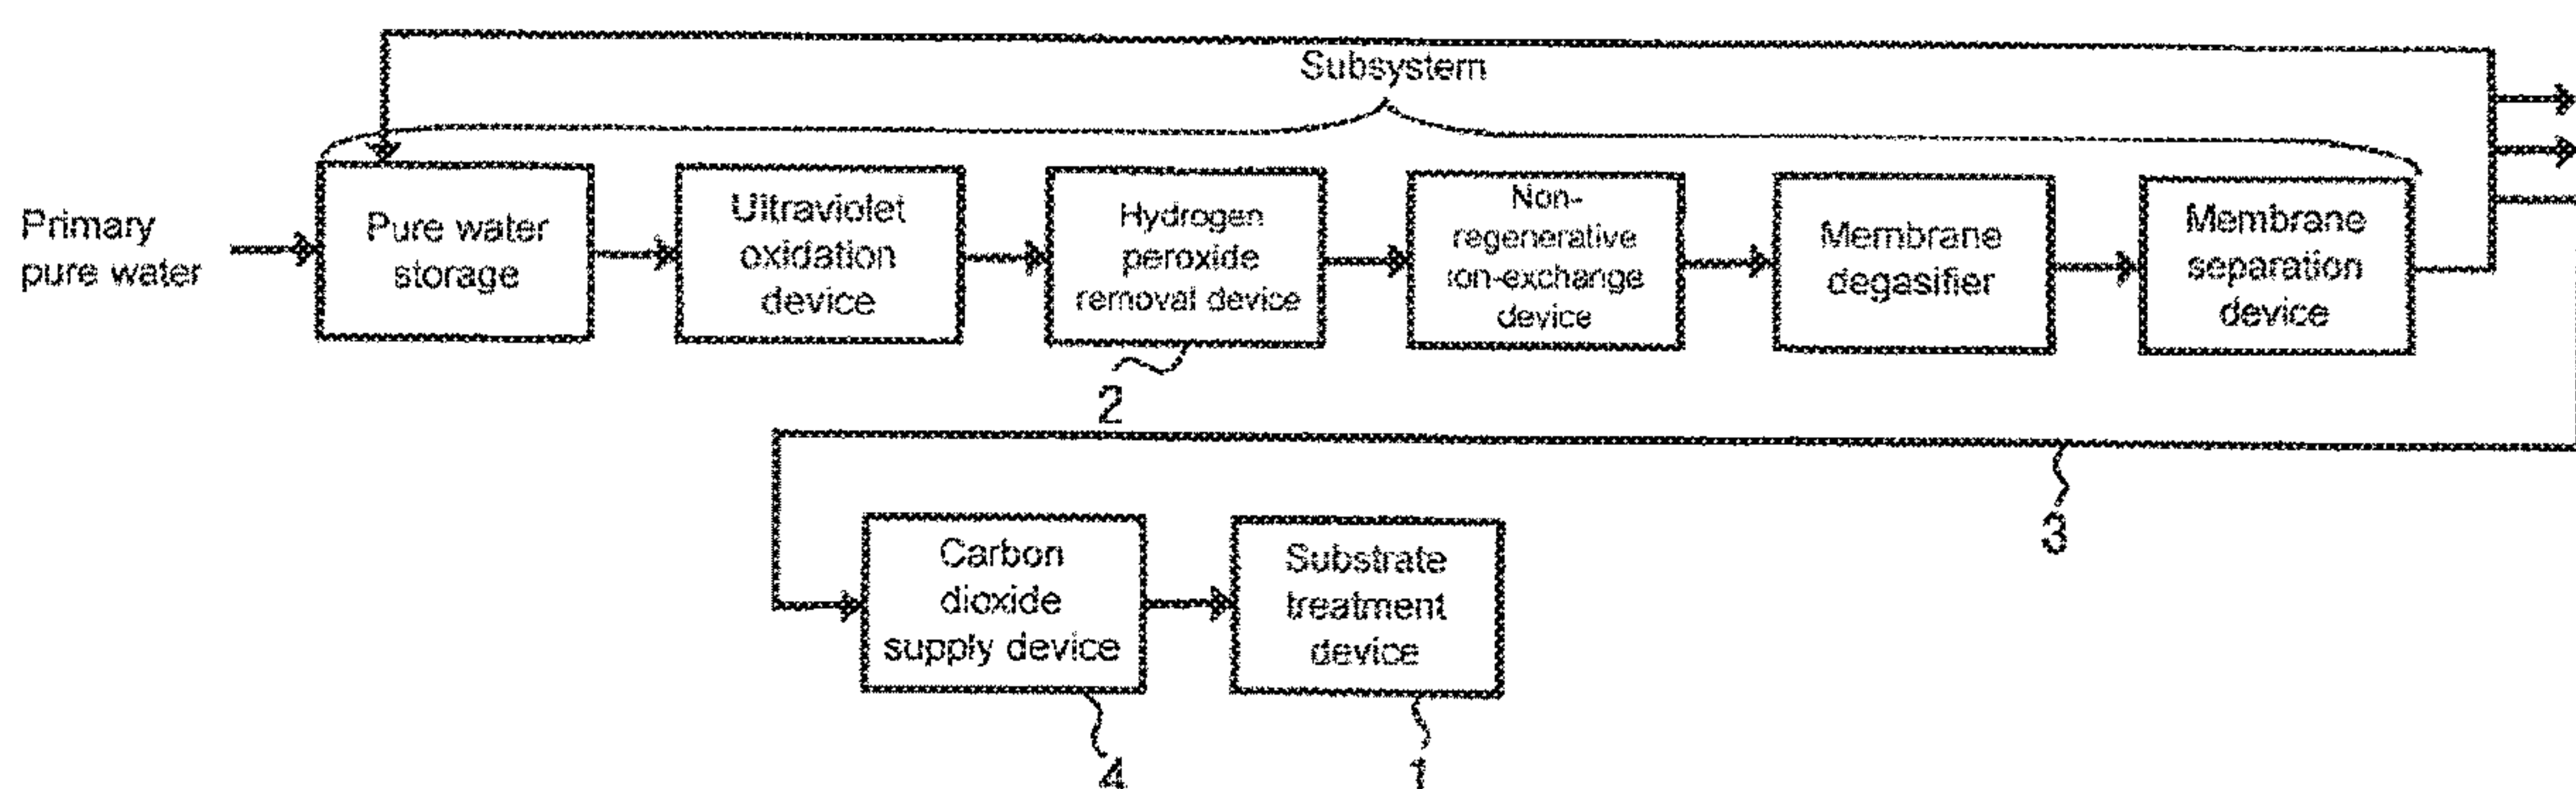 Subsystem
Primary
pure water
Pure water
storage
Ultraviolet
oxidation
device
Hydrogen
peroxide
removal device
Non-
regenerative
ion-exchange
device
Membrane
degasifier
Membrane
separation
device
2
3
Carbon
dioxide
supply device
Substrate
treatment
device
4
1